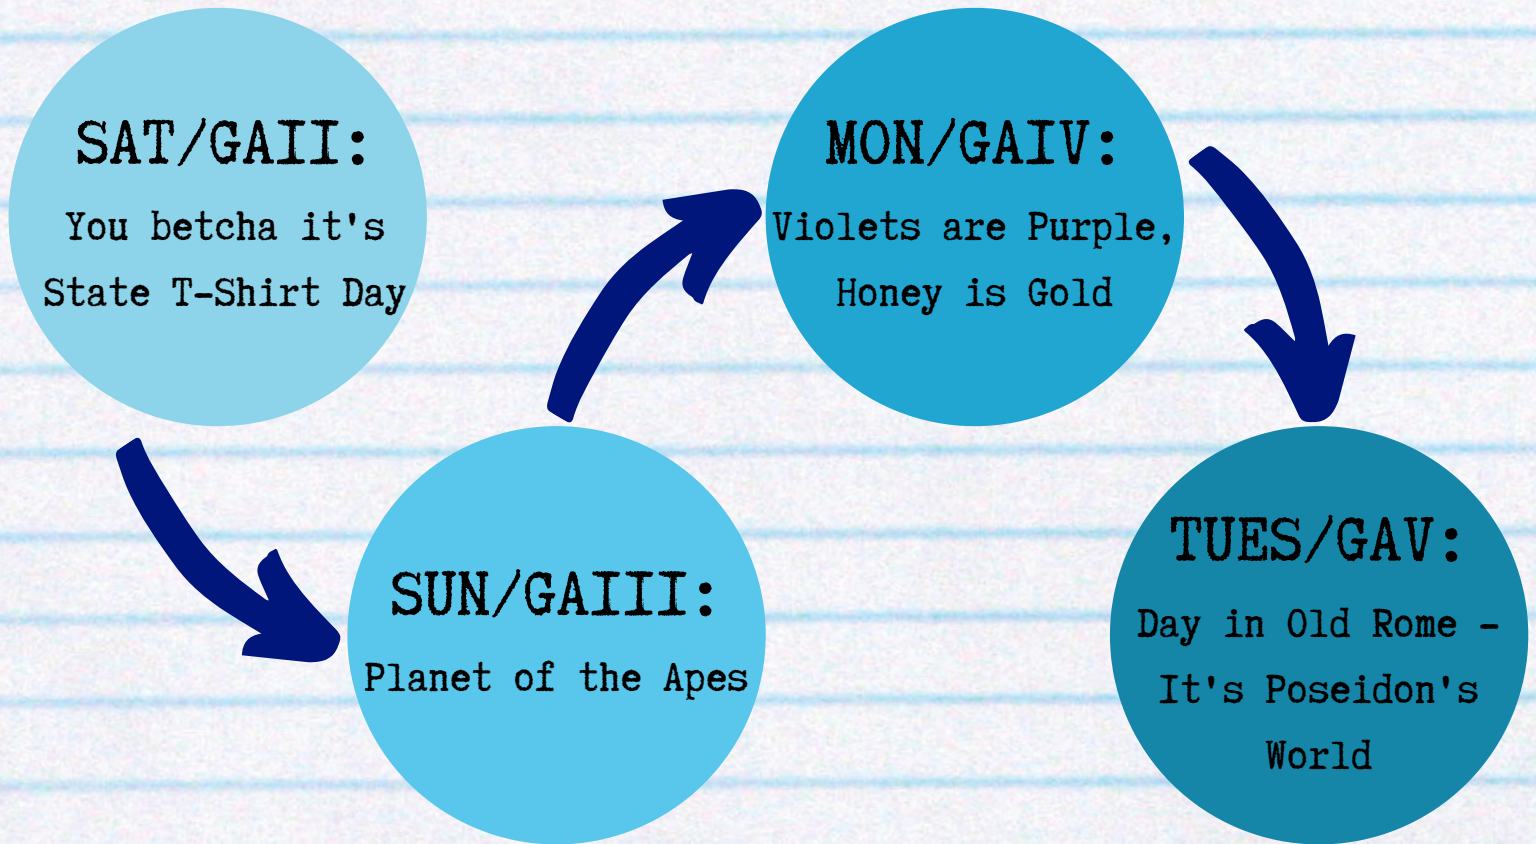 SAT/GAII:
You betcha it's
State T-Shirt Day
SUN/GAIII:
Planet of the Apes
MON/GAIV:
Violets are Purple,
Honey is Gold
TUES/GAV:
Day in Old Rome -
It's Poseidon's
World